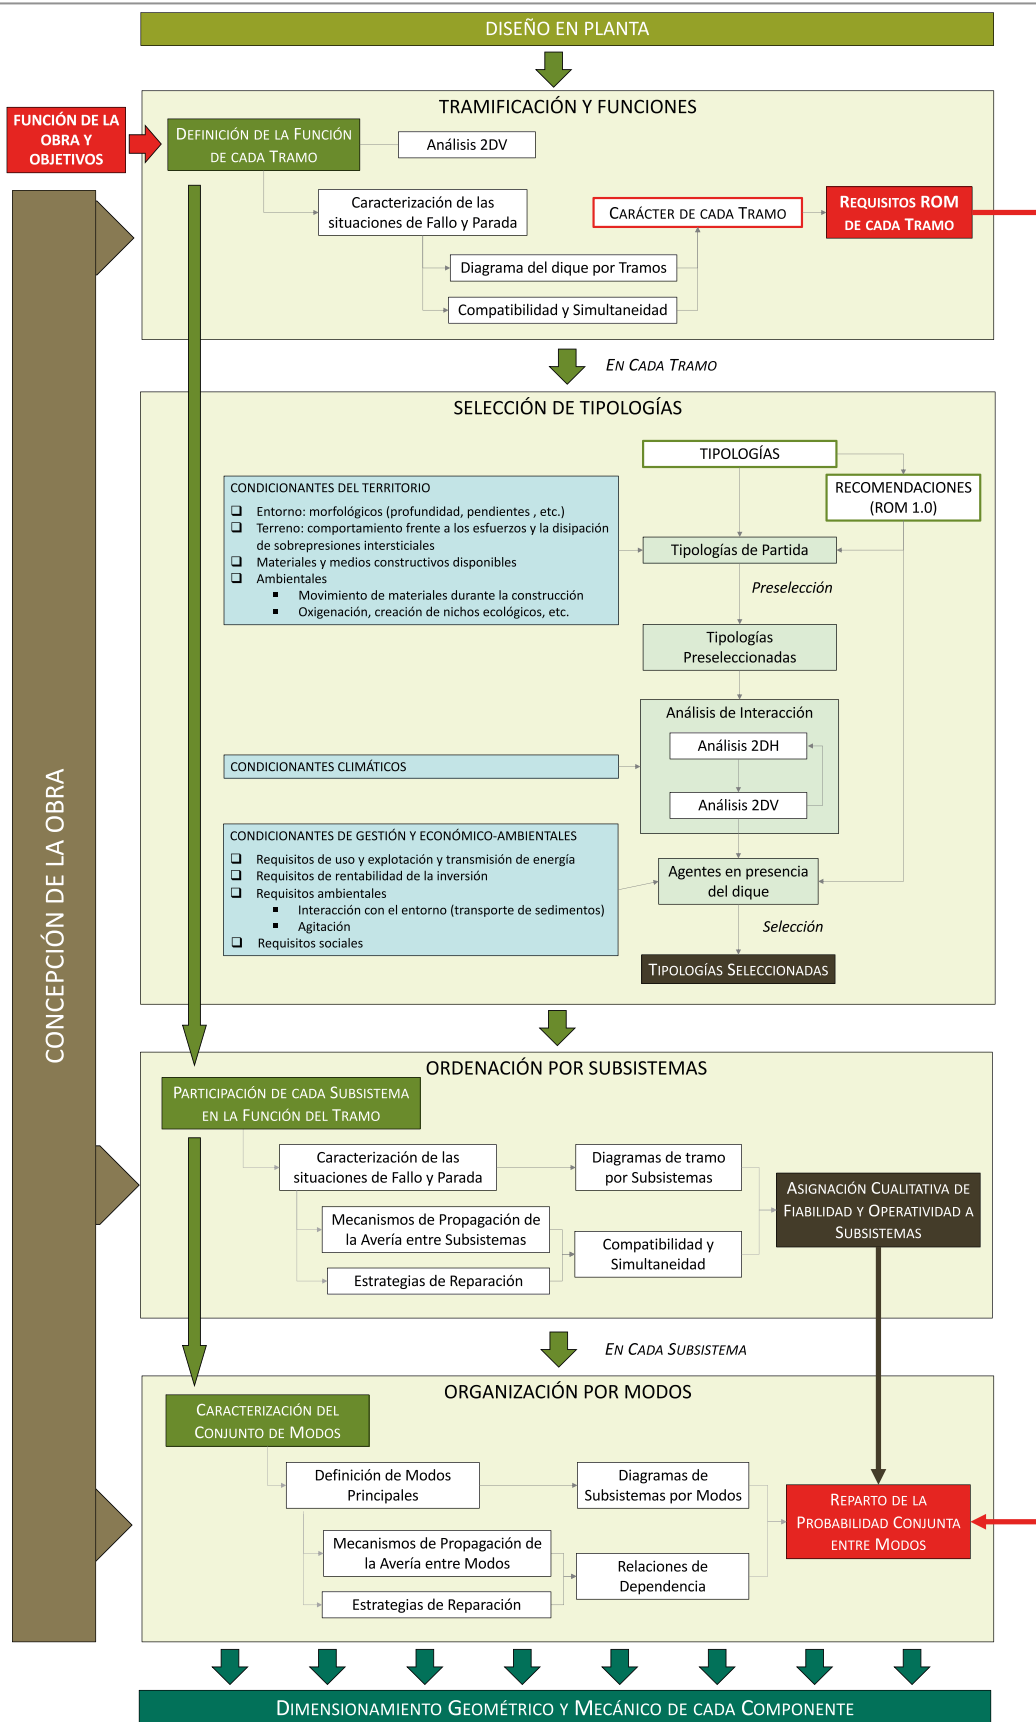 DISEÑO EN PLANTA
TRAMIFICACIÓN Y FUNCIONES
FUNCIÓN DE LA
OBRA Y
OBJETIVOS
DEFINICIÓN DE LA FUNCIÓN
DE CADA TRAMO
Análisis 2DV
Caracterización de las
situaciones de Fallo y Parada
CARÁCTER DE CADA TRAMO
REQUISITOS ROM
DE CADA TRAMO
Diagrama del dique por Tramos
Compatibilidad y Simultaneidad
EN CADA TRAMO
SELECCIÓN DE TIPOLOGÍAS
TIPOLOGÍAS
RECOMENDACIONES
(ROM 1.0)
CONDICIONANTES DEL TERRITORIO
❑ Entorno: morfológicos (profundidad, pendientes , etc.)
❑ Terreno: comportamiento frente a los esfuerzos y la disipación
de sobrepresiones intersticiales
❑ Materiales y medios constructivos disponibles
❑ Ambientales
▪ Movimiento de materiales durante la construcción
▪ Oxigenación, creación de nichos ecológicos, etc.
Tipologías de Partida
Preselección
Tipologías
Preseleccionadas
Análisis de Interacción
Análisis 2DH
Análisis 2DV
CONDICIONANTES CLIMÁTICOS
CONDICIONANTES DE GESTIÓN Y ECONÓMICO-AMBIENTALES
❑ Requisitos de uso y explotación y transmisión de energía
❑ Requisitos de rentabilidad de la inversión
❑ Requisitos ambientales
▪ Interacción con el entorno (transporte de sedimentos)
▪ Agitación
❑ Requisitos sociales
Agentes en presencia
del dique
Selección
TIPOLOGÍAS SELECCIONADAS
CONCEPCIÓN DE LA OBRA
ORDENACIÓN POR SUBSISTEMAS
PARTICIPACIÓN DE CADA SUBSISTEMA
EN LA FUNCIÓN DEL TRAMO
Caracterización de las
situaciones de Fallo y Parada
Diagramas de tramo
por Subsistemas
Mecanismos de Propagación de
la Avería entre Subsistemas
Estrategias de Reparación
Compatibilidad y
Simultaneidad
ASIGNACIÓN CUALITATIVA DE
FIABILIDAD Y OPERATIVIDAD A
SUBSISTEMAS
EN CADA SUBSISTEMA
ORGANIZACIÓN POR MODOS
CARACTERIZACIÓN DEL
CONJUNTO DE MODOS
Definición de Modos
Principales
Diagramas de
Subsistemas por Modos
Mecanismos de Propagación de
la Avería entre Modos
Estrategias de Reparación
Relaciones de
Dependencia
REPARTO DE LA
PROBABILIDAD CONJUNTA
ENTRE MODOS
DIMENSIONAMIENTO GEOMÉTRICO Y MECÁNICO DE CADA COMPONENTE